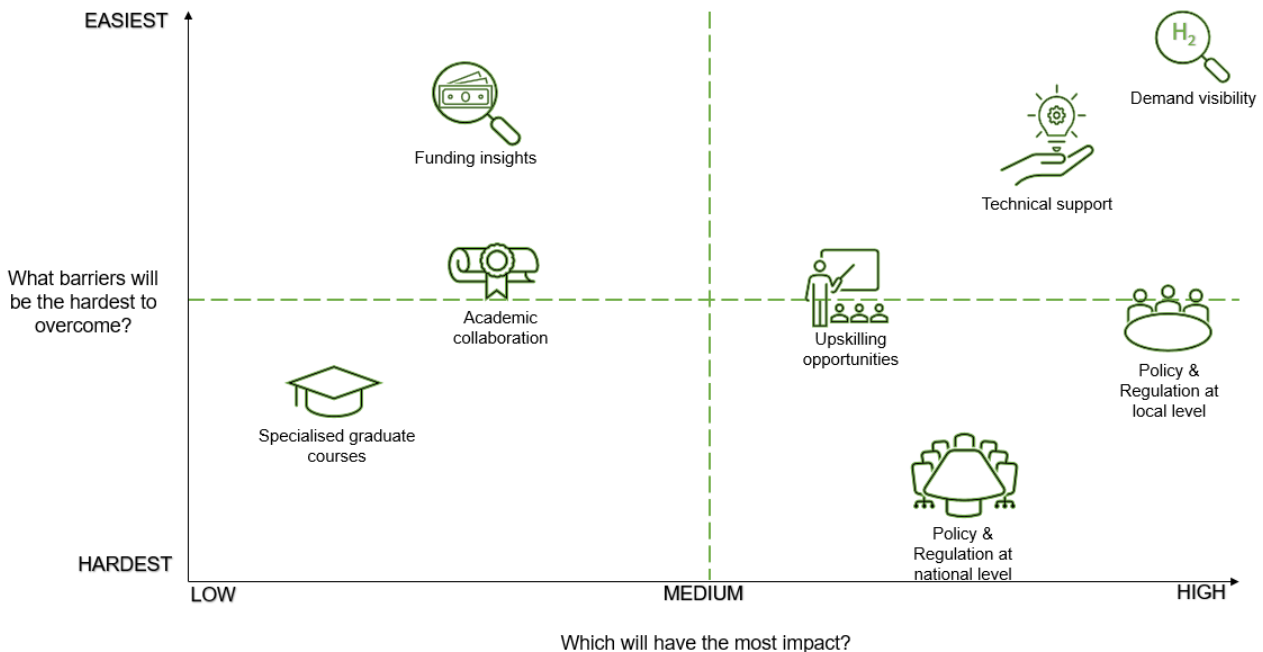 EASIEST
H2
Demand visibility
Funding insights
Technical support
What barriers will
be the hardest to
overcome?
Academic
collaboration
Upskilling
opportunities
Policy &
Regulation at
local level
Specialised graduate
courses
Policy &
Regulation at
national level
HARDEST
LOW
MEDIUM
HIGH
Which will have the most impact?